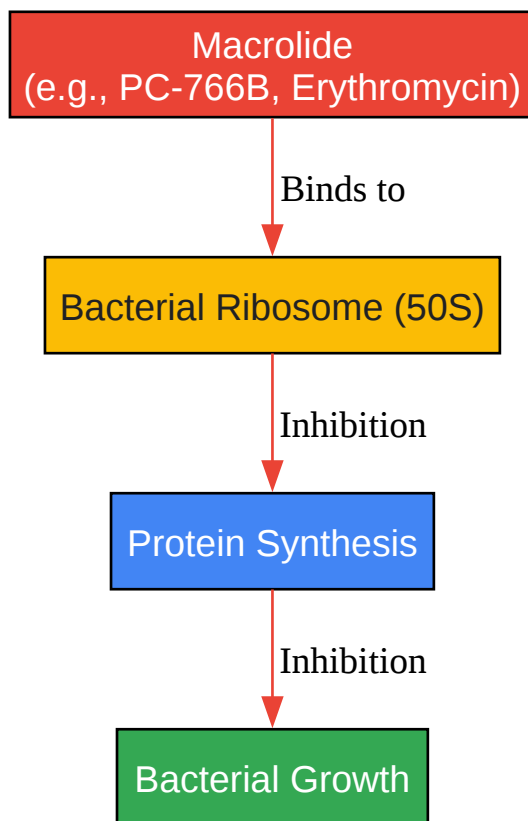 Macrolide
(e.g., PC-766B, Erythromycin)
Binds to
Bacterial Ribosome (50S)
Inhibition
Protein Synthesis
Inhibition
Bacterial Growth